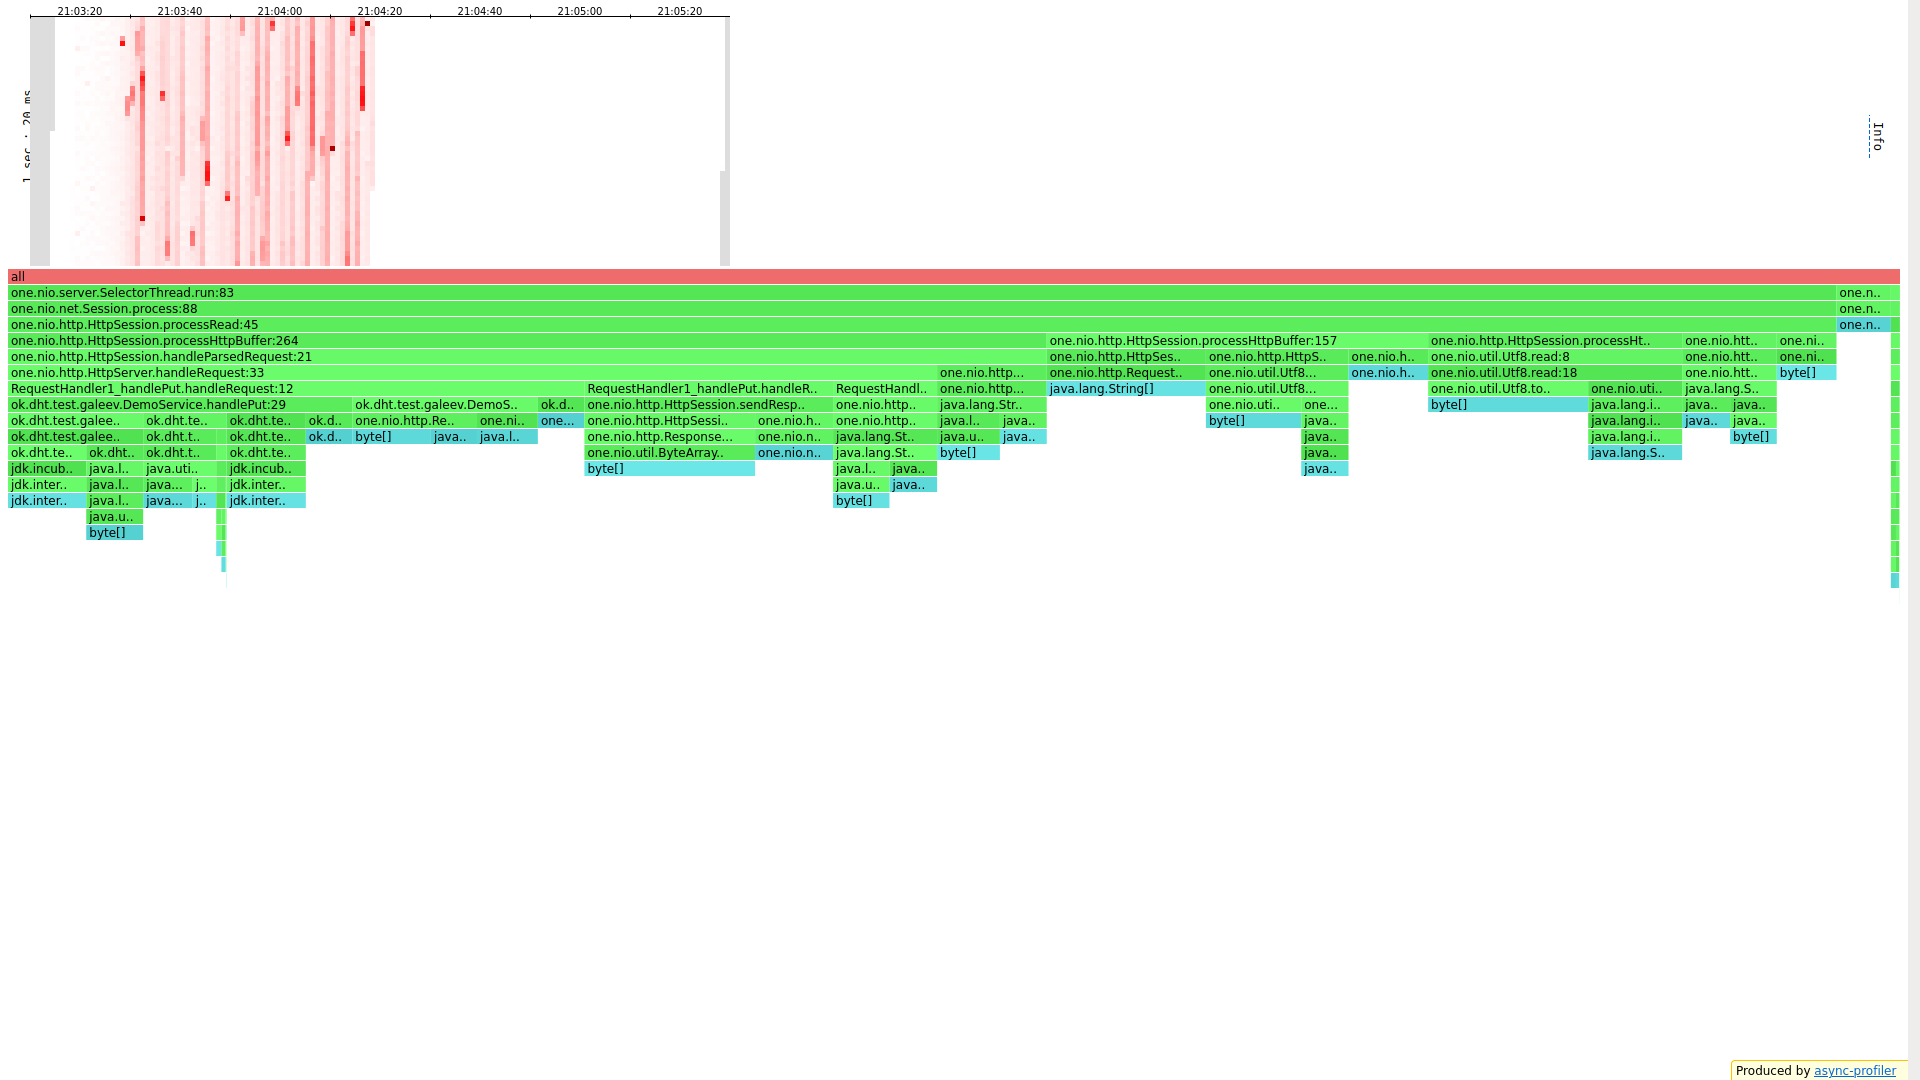 21:03:20 21:03:40 21:04:00 21:04:20 21:04:40 21:05:00 21:05:20
1 sec · 20 ms
Info
all
one.nio.server.SelectorThread.run:83 one.n..
one.nio.net.Session.process:88 one.n..
one.nio.http.HttpSession.processRead:45 one.n..
one.nio.http.HttpSession.processHttpBuffer:264 one.nio.http.HttpSession.processHttpBuffer:157 one.nio.http.HttpSession.processHt.. one.nio.htt.. one.ni..
one.nio.http.HttpSession.handleParsedRequest:21 one.nio.http.HttpSes.. one.nio.http.HttpS.. one.nio.h.. one.nio.util.Utf8.read:8 one.nio.htt.. one.ni..
one.nio.http.HttpServer.handleRequest:33 one.nio.http... one.nio.http.Request.. one.nio.util.Utf8... one.nio.h.. one.nio.util.Utf8.read:18 one.nio.htt.. byte[]
RequestHandler1_handlePut.handleRequest:12 RequestHandler1_handlePut.handleR.. RequestHandl.. one.nio.http... java.lang.String[] one.nio.util.Utf8... one.nio.util.Utf8.to.. one.nio.uti.. java.lang.S..
ok.dht.test.galeev.DemoService.handlePut:29 ok.dht.test.galeev.DemoS.. ok.d.. one.nio.http.HttpSession.sendResp.. one.nio.http.. java.lang.Str.. one.nio.uti.. one... byte[] java.lang.i.. java.. java..
ok.dht.test.galee.. ok.dht.te.. ok.dht.te.. ok.d.. one.nio.http.Re.. one.ni.. one... one.nio.http.HttpSessi.. one.nio.h.. one.nio.http.. java.l.. java.. byte[] java.. java.lang.i.. java.. java..
ok.dht.test.galee.. ok.dht.t.. ok.dht.te.. ok.d.. byte[] java.. java.l.. one.nio.http.Response... one.nio.n.. java.lang.St.. java.u.. java.. java.. java.lang.i.. byte[]
ok.dht.te.. ok.dht.. ok.dht.t.. ok.dht.te.. one.nio.util.ByteArray.. one.nio.n.. java.lang.St.. byte[] java.. java.lang.S..
jdk.incub.. java.l.. java.uti.. jdk.incub.. byte[] java.l.. java.. java..
jdk.inter.. java.l.. java... j.. jdk.inter.. java.u.. java..
jdk.inter.. java.l.. java... j.. jdk.inter.. byte[]
java.u..
byte[]
Produced by async-profiler